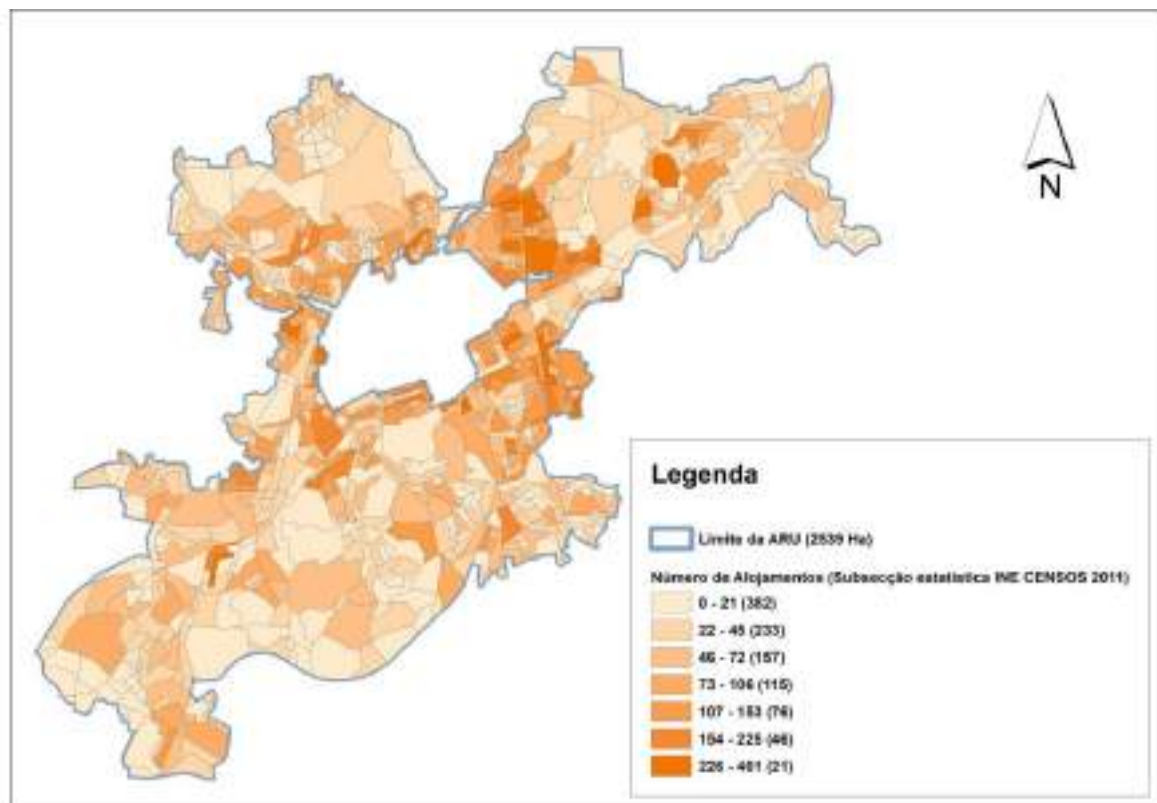 N
Legenda
Limite da ARU (2539 Ha)
Número de Alojamentos (Subsecção estatística INE CENSOS 2011)
0 - 21 (382)
22 - 45 (233)
46 - 72 (157)
73 - 106 (115)
107 - 153 (76)
154 - 225 (46)
226 - 461 (21)